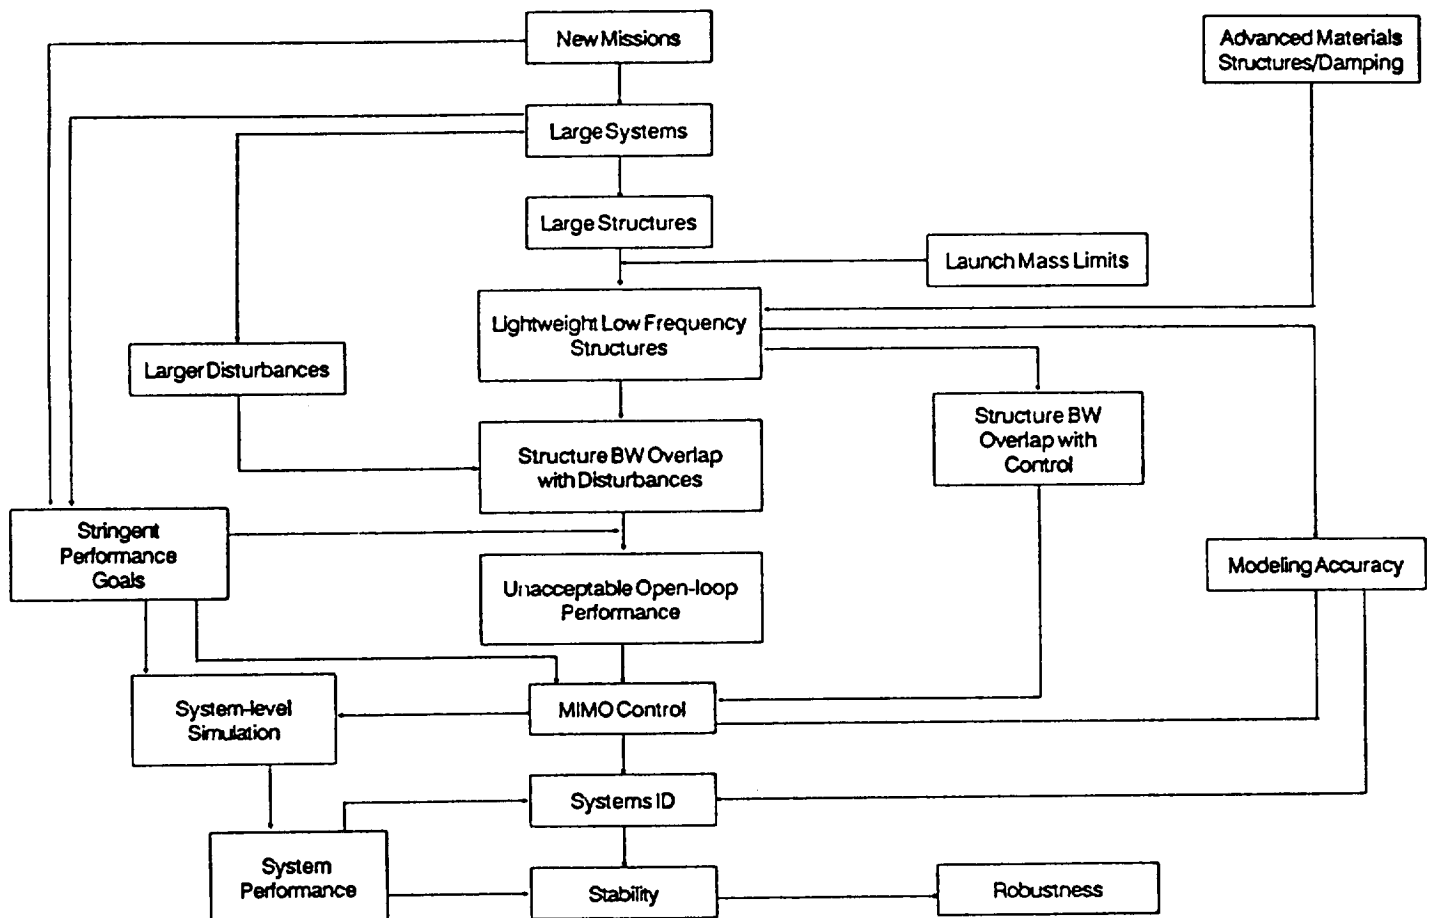 New Missions
Advanced Materials
Structures/Damping
Large Systems
Large Structures
Launch Mass Limits
Lightweight Low Frequency
Structures
Larger Disturbances
Structure BW Overlap
with Disturbances
Structure BW
Overlap with
Control
Stringent
Performance
Goals
Unacceptable Open-loop
Performance
Modeling Accuracy
System-level
Simulation
MIMO Control
Systems ID
System
Performance
Stability
Robustness